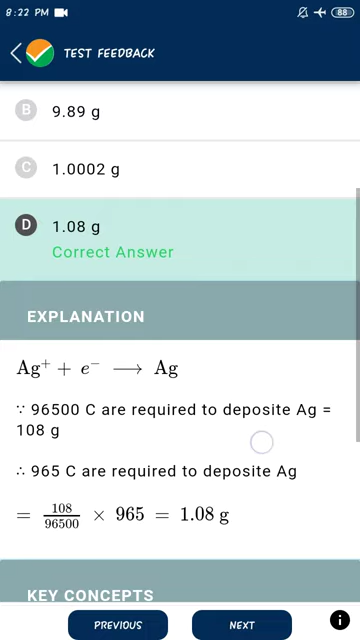 8:22 PM 88
TEST FEEDBACK
B 9.89 g
C 1.0002 g
D 1.08 g
Correct Answer
EXPLANATION
Ag⁺ + e⁻ ⟶ Ag
∵ 96500 C are required to deposite Ag =
108 g
∴ 965 C are required to deposite Ag
= 108/96500 × 965 = 1.08 g
KEY CONCEPTS
PREVIOUS NEXT i